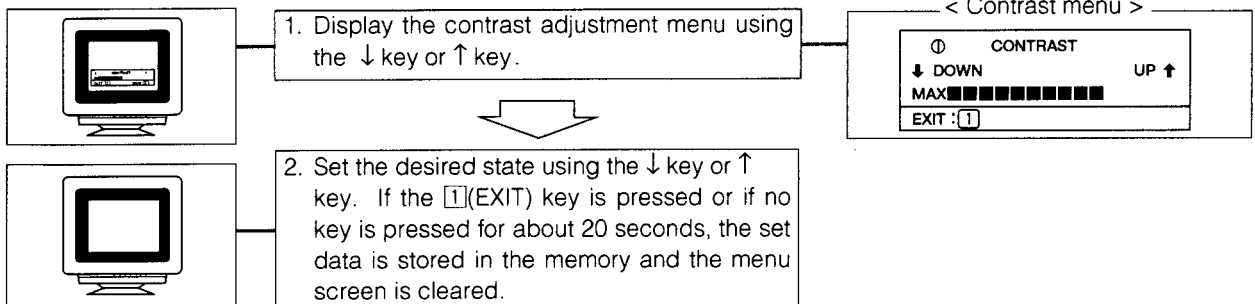 1. Display the contrast adjustment menu using
the ↓ key or ↑ key.
< Contrast menu >
CONTRAST
↓ DOWN UP ↑
MAX■■■■■■■■■■
EXIT : 1
2. Set the desired state using the ↓ key or ↑
key. If the 1(EXIT) key is pressed or if no
key is pressed for about 20 seconds, the set
data is stored in the memory and the menu
screen is cleared.